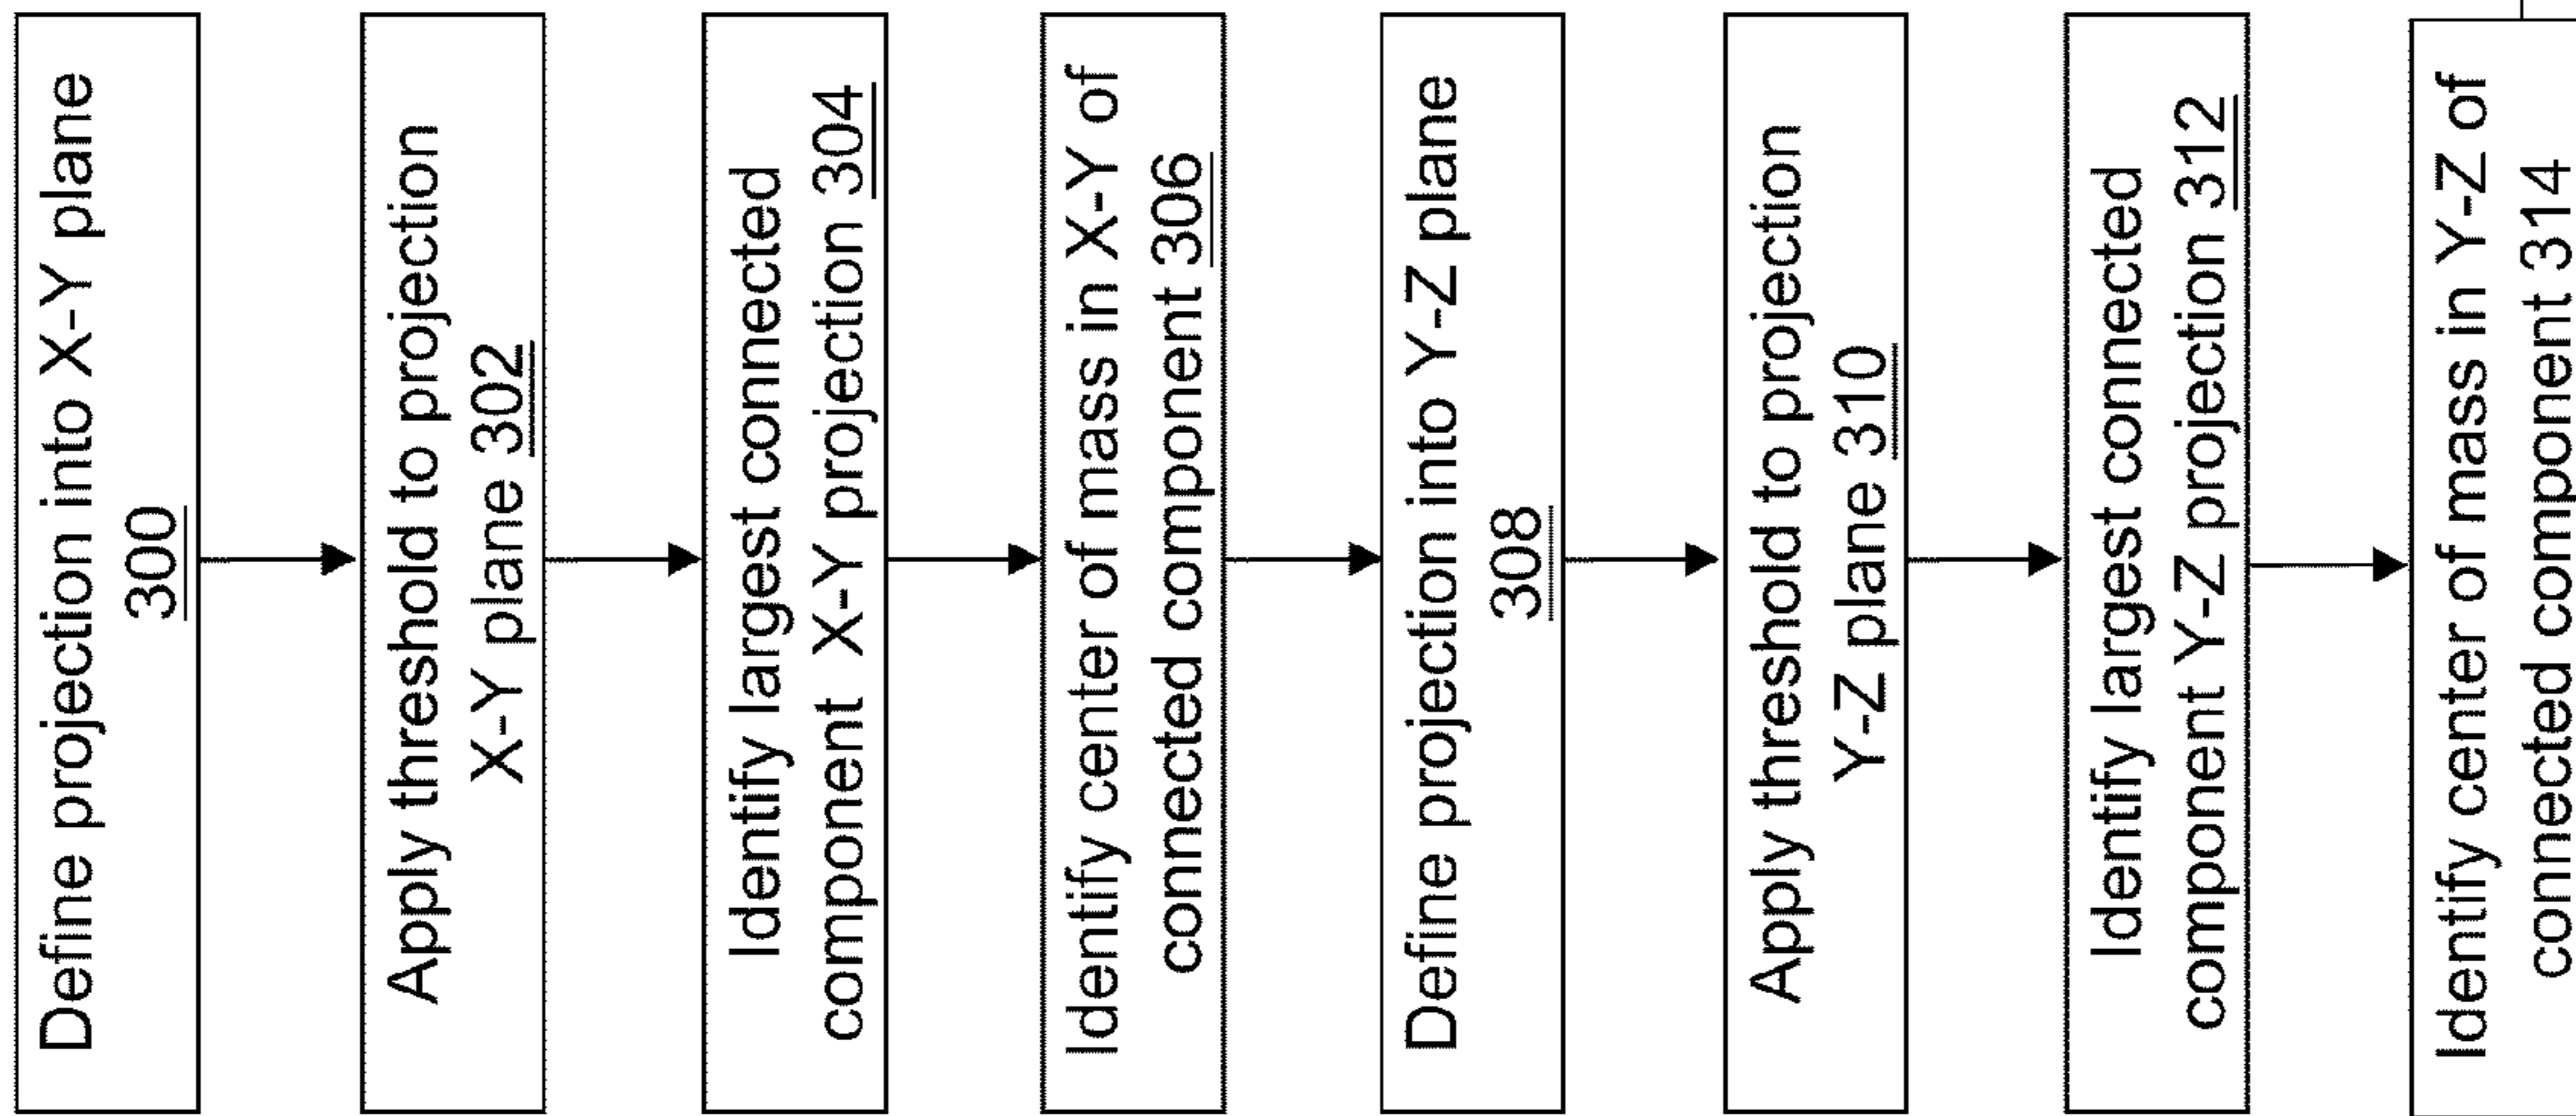 Define projection into X-Y plane
300
Apply threshold to projection
X-Y plane 302
Identify largest connected
component X-Y projection 304
Identify center of mass in X-Y of
connected component 306
Define projection into Y-Z plane
308
Apply threshold to projection
Y-Z plane 310
Identify largest connected
component Y-Z projection 312
Identify center of mass in Y-Z of
connected component 314